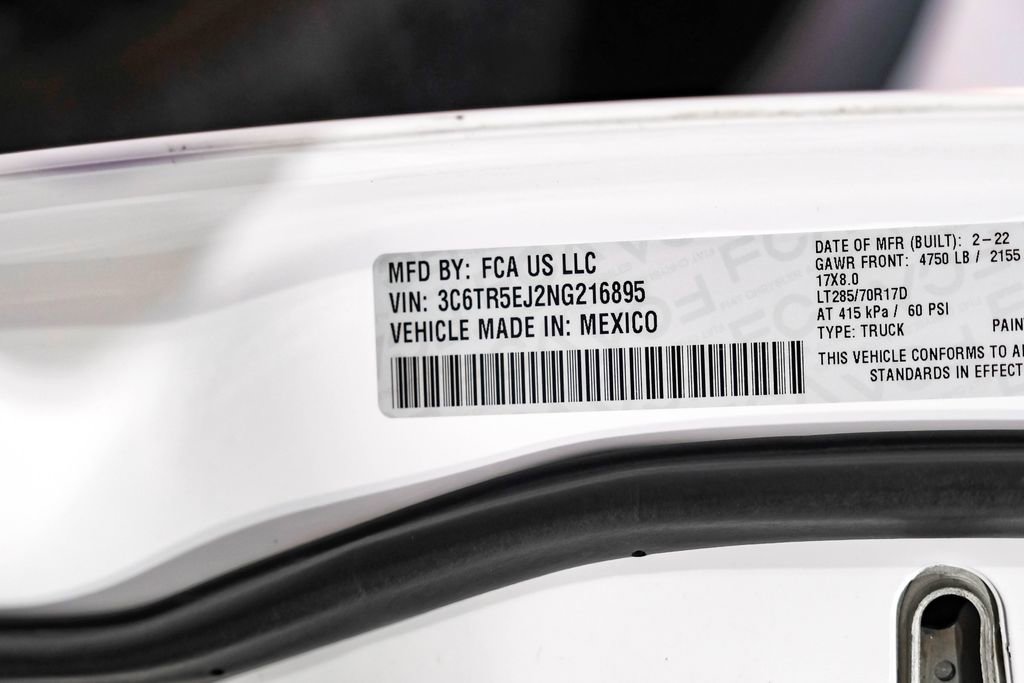 MFD BY: FCA US LLC
VIN: 3C6TR5EJ2NG216895
VEHICLE MADE IN: MEXICO
DATE OF MFR (BUILT): 2-22
GAWR FRONT: 4750 LB / 2155
17X8.0
LT285/70R17D
AT 415 kPa / 60 PSI
TYPE: TRUCK
THIS VEHICLE CONFORMS TO
STANDARDS IN EFFECT